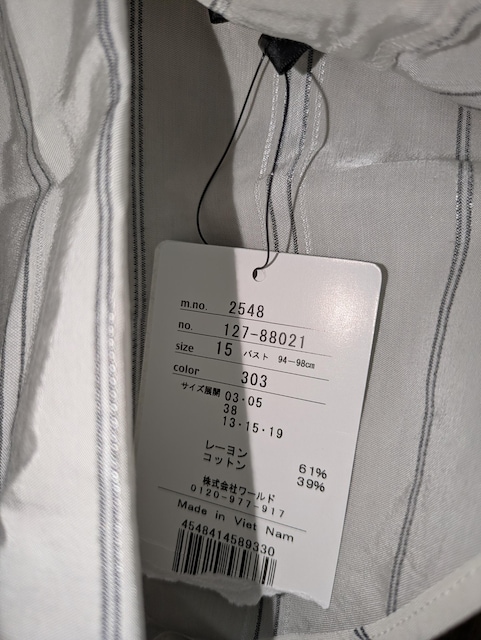 m.no. 2548
no. 127-88021
size 15 バスト 94-98cm
color 303
サイズ展開 03・05
38
13・15・19
レーヨン 61%
コットン 39%
株式会社ワールド
0120-977-917
Made in Viet Nam
4548414589330